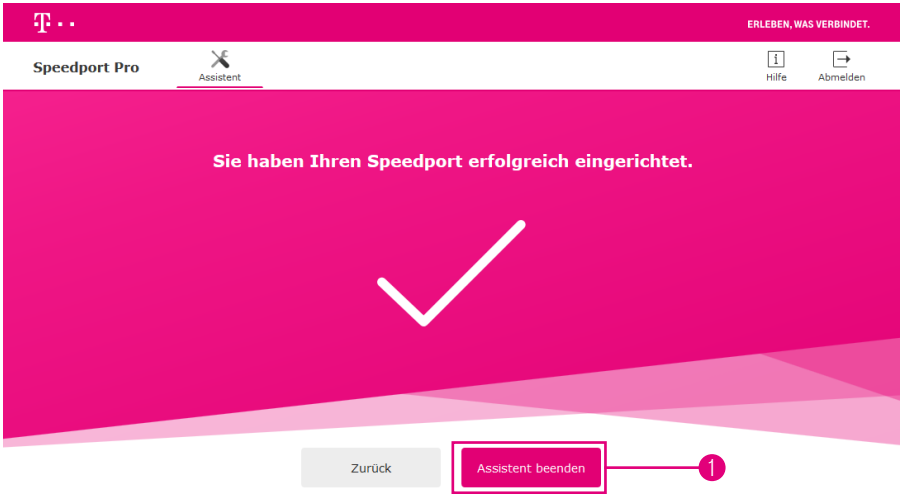 T
ERLEBEN, WAS VERBINDET.
Speedport Pro
Assistent
i
Hilfe
Abmelden
Sie haben Ihren Speedport erfolgreich eingerichtet.
Zurück
Assistent beenden
1